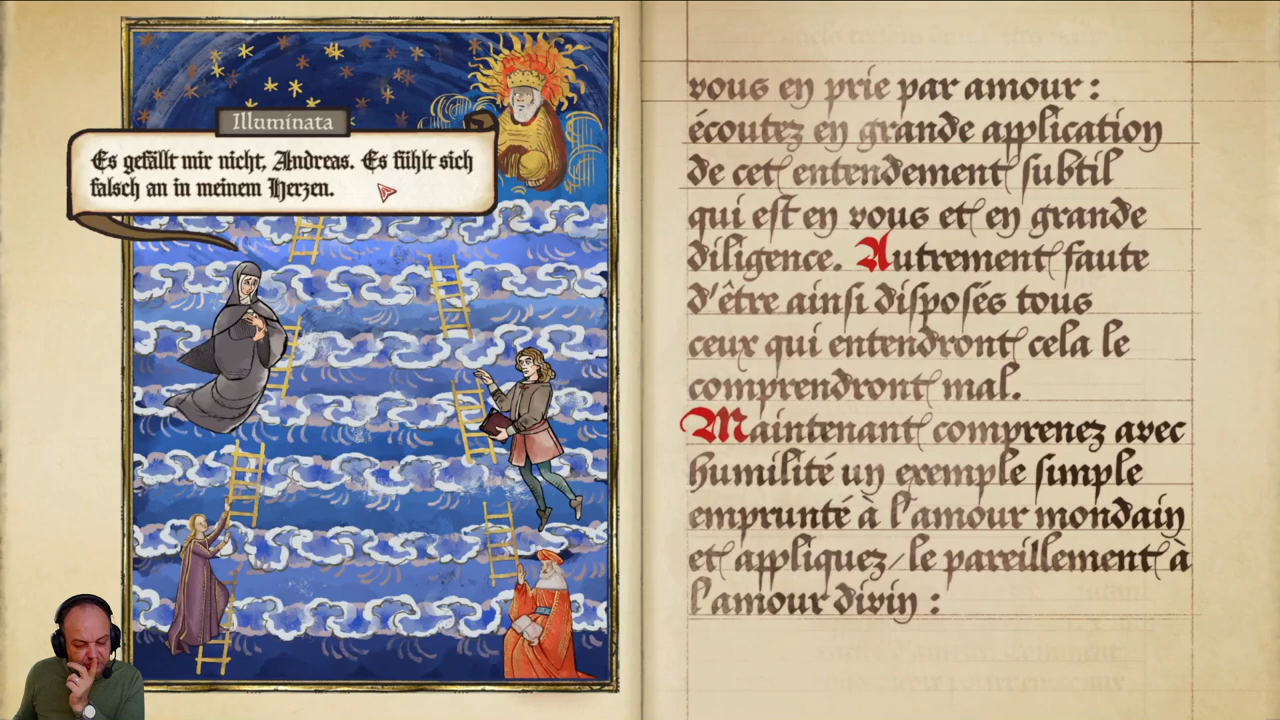 Illuminata
Es gefällt mir nicht, Andreas. Es fühlt sich
falsch an in meinem Herzen.
vous en prie par amour :
écoutez en grande application
de cet entendement subtil
qui est en vous et en grande
diligence. Autrement faute
d'être ainsi disposés tous
ceux qui entendront cela le
comprendront mal.
Maintenant comprenez avec
humilité un exemple simple
emprunté à l'amour mondain
et appliquez-le pareillement à
l'amour divin :